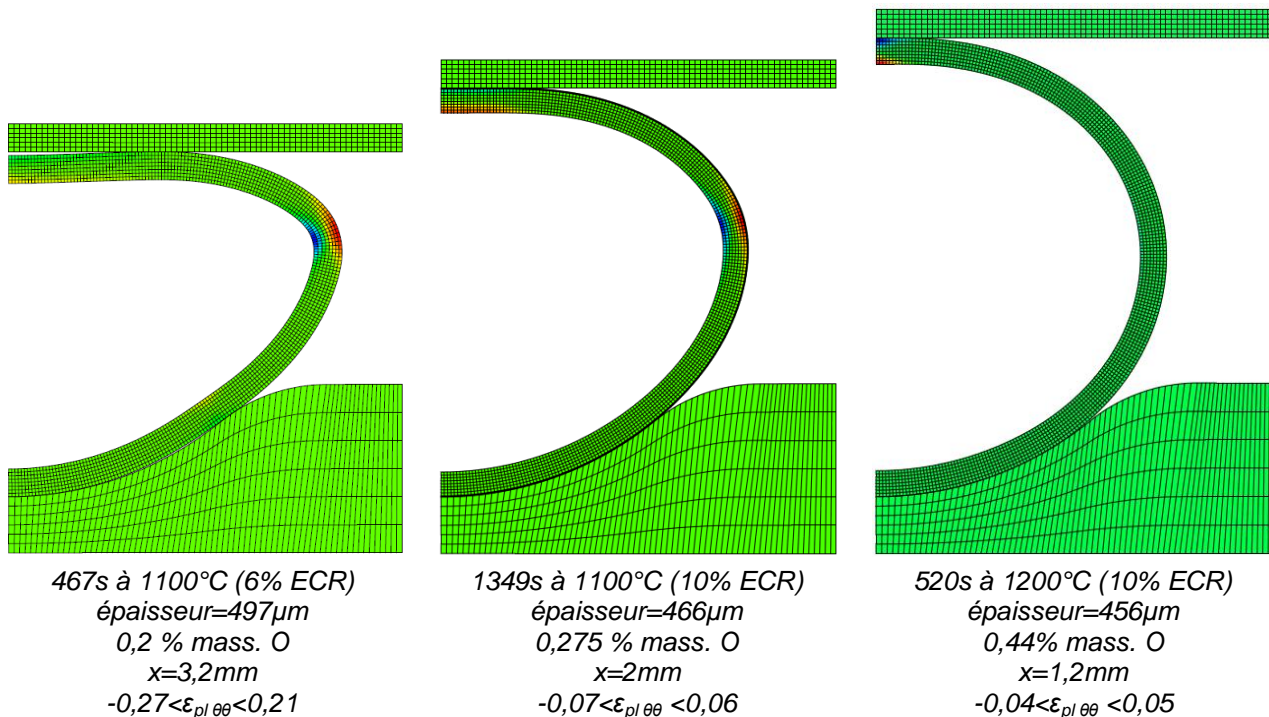 467s à 1100°C (6% ECR)
épaisseur=497µm
0,2 % mass. O
x=3,2mm
-0,27<εpl θθ<0,21
1349s à 1100°C (10% ECR)
épaisseur=466µm
0,275 % mass. O
x=2mm
-0,07<εpl θθ <0,06
520s à 1200°C (10% ECR)
épaisseur=456µm
0,44% mass. O
x=1,2mm
-0,04<εpl θθ <0,05